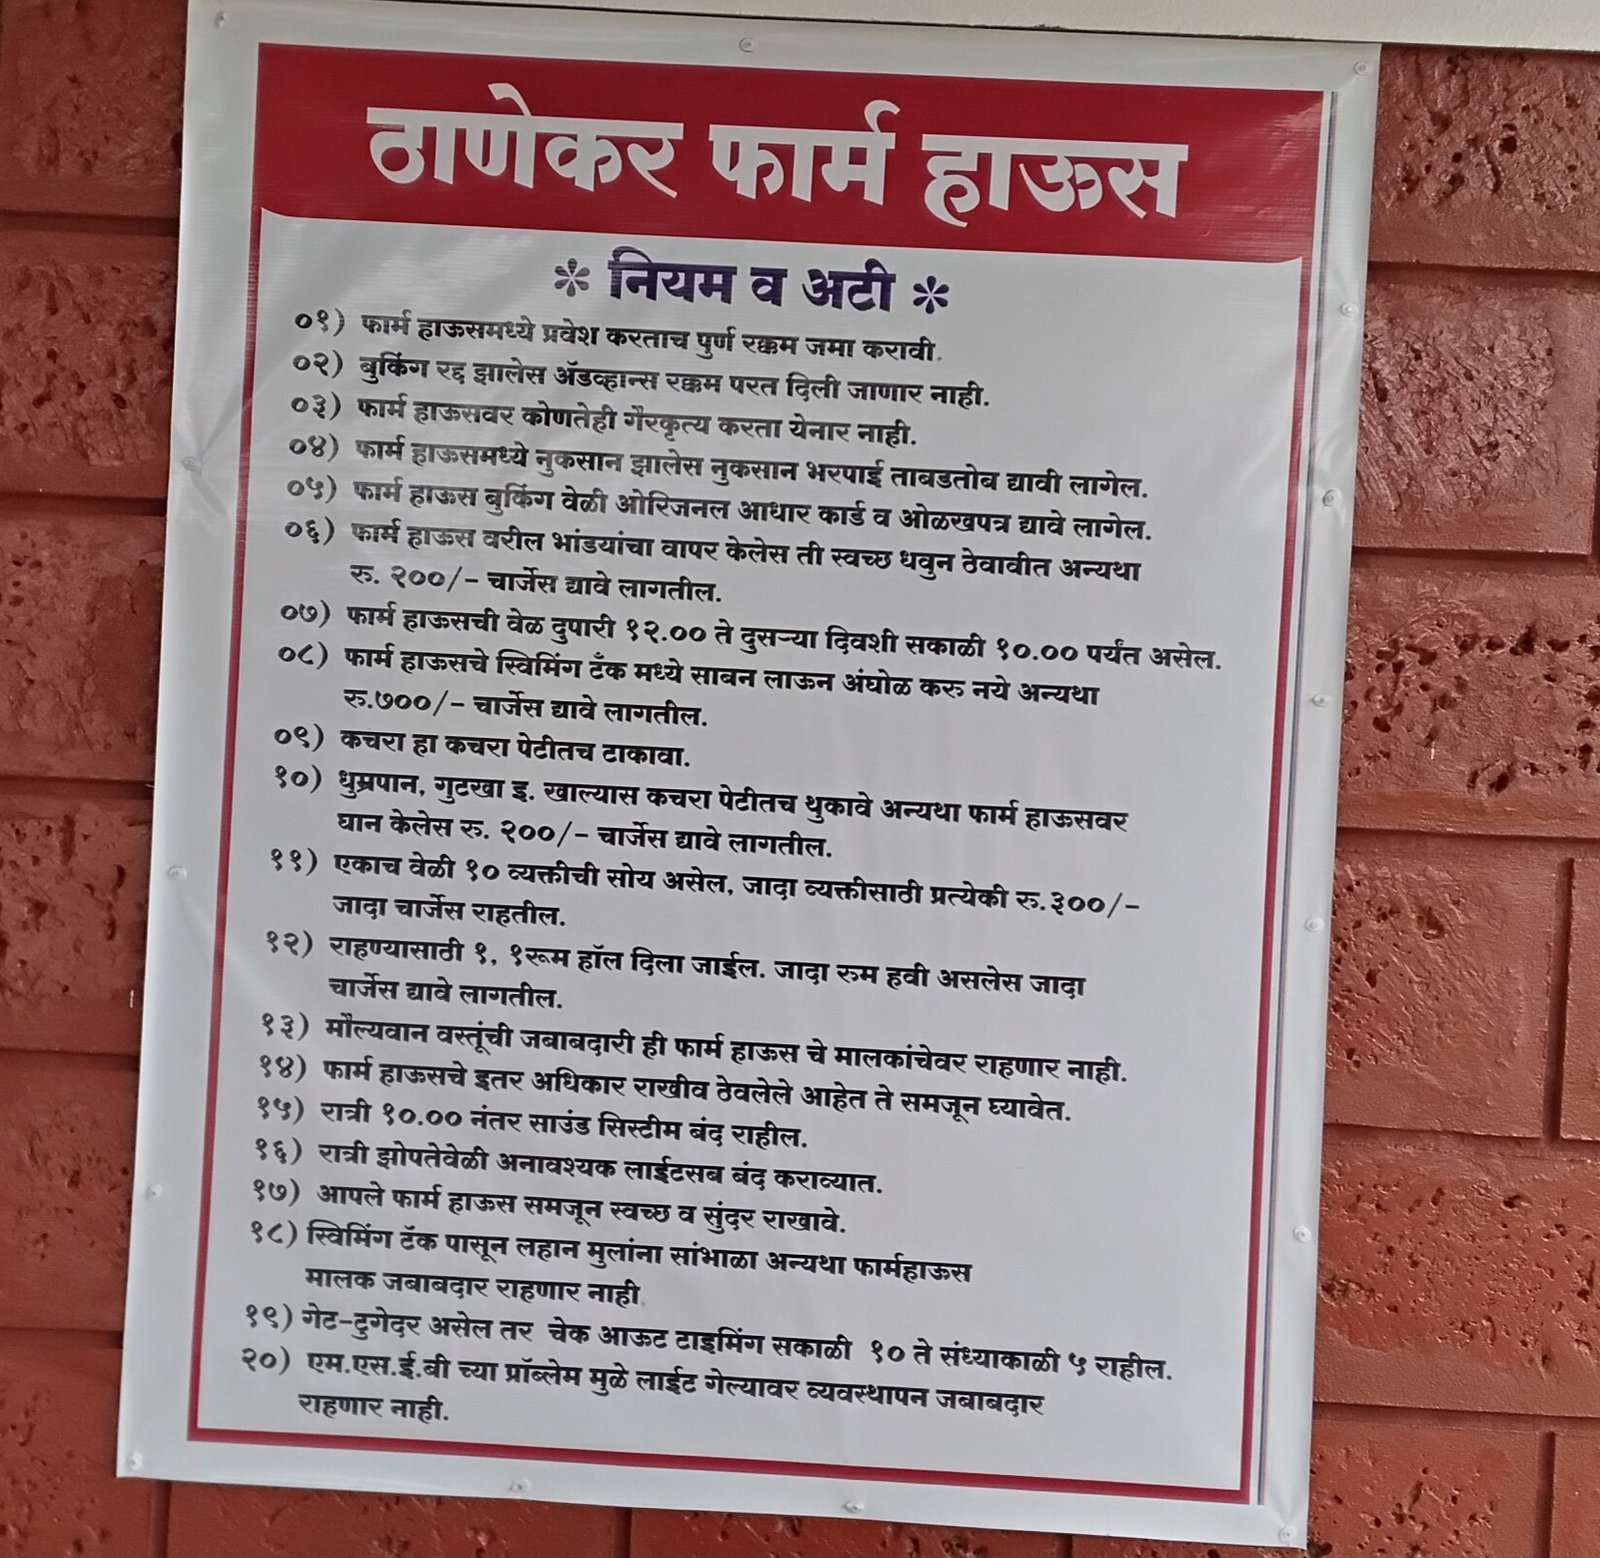 ठाणेकर फार्म हाऊस
* नियम व अटी *
०१) फार्म हाऊसमध्ये प्रवेश करताच पुर्ण रक्कम जमा करावी.
०२) बुकिंग रद्द झालेस ॲडव्हान्स रक्कम परत दिली जाणार नाही.
०३) फार्म हाऊसवर कोणतेही गैरकृत्य करता येनार नाही.
०४) फार्म हाऊसमध्ये नुकसान झालेस नुकसान भरपाई ताबडतोब द्यावी लागेल.
०५) फार्म हाऊस बुकिंग वेळी ओरिजनल आधार कार्ड व ओळखपत्र द्यावे लागेल.
०६) फार्म हाऊस वरील भांडयांचा वापर केलेस ती स्वच्छ धवुन ठेवावीत अन्यथा
रु. २००/- चार्जेस द्यावे लागतील.
०७) फार्म हाऊसची वेळ दुपारी १२.०० ते दुसऱ्या दिवशी सकाळी १०.०० पर्यंत असेल.
०८) फार्म हाऊसचे स्विमिंग टँक मध्ये साबन लाऊन अंघोळ करु नये अन्यथा
रु.७००/- चार्जेस द्यावे लागतील.
०९) कचरा हा कचरा पेटीतच टाकावा.
१०) धुम्रपान, गुटखा इ. खाल्यास कचरा पेटीतच थुकावे अन्यथा फार्म हाऊसवर
घान केलेस रु. २००/- चार्जेस द्यावे लागतील.
११) एकाच वेळी १० व्यक्तीची सोय असेल, जादा व्यक्तीसाठी प्रत्येकी रु.३००/-
जादा चार्जेस राहतील.
१२) राहण्यासाठी १, १रूम हॉल दिला जाईल. जादा रुम हवी असलेस जादा
चार्जेस द्यावे लागतील.
१३) मौल्यवान वस्तूंची जबाबदारी ही फार्म हाऊस चे मालकांचेवर राहणार नाही.
१४) फार्म हाऊसचे इतर अधिकार राखीव ठेवलेले आहेत ते समजून घ्यावेत.
१५) रात्री १०.०० नंतर साउंड सिस्टीम बंद राहील.
१६) रात्री झोपतेवेळी अनावश्यक लाईटसब बंद कराव्यात.
१७) आपले फार्म हाऊस समजून स्वच्छ व सुंदर राखावे.
१८) स्विमिंग टॅक पासून लहान मुलांना सांभाळा अन्यथा फार्महाऊस
मालक जबाबदार राहणार नाही.
१९) गेट-टुगेदर असेल तर चेक आऊट टाइमिंग सकाळी १० ते संध्याकाळी ५ राहील.
२०) एम.एस.ई.बी च्या प्रॉब्लेम मुळे लाईट गेल्यावर व्यवस्थापन जबाबदार
राहणार नाही.